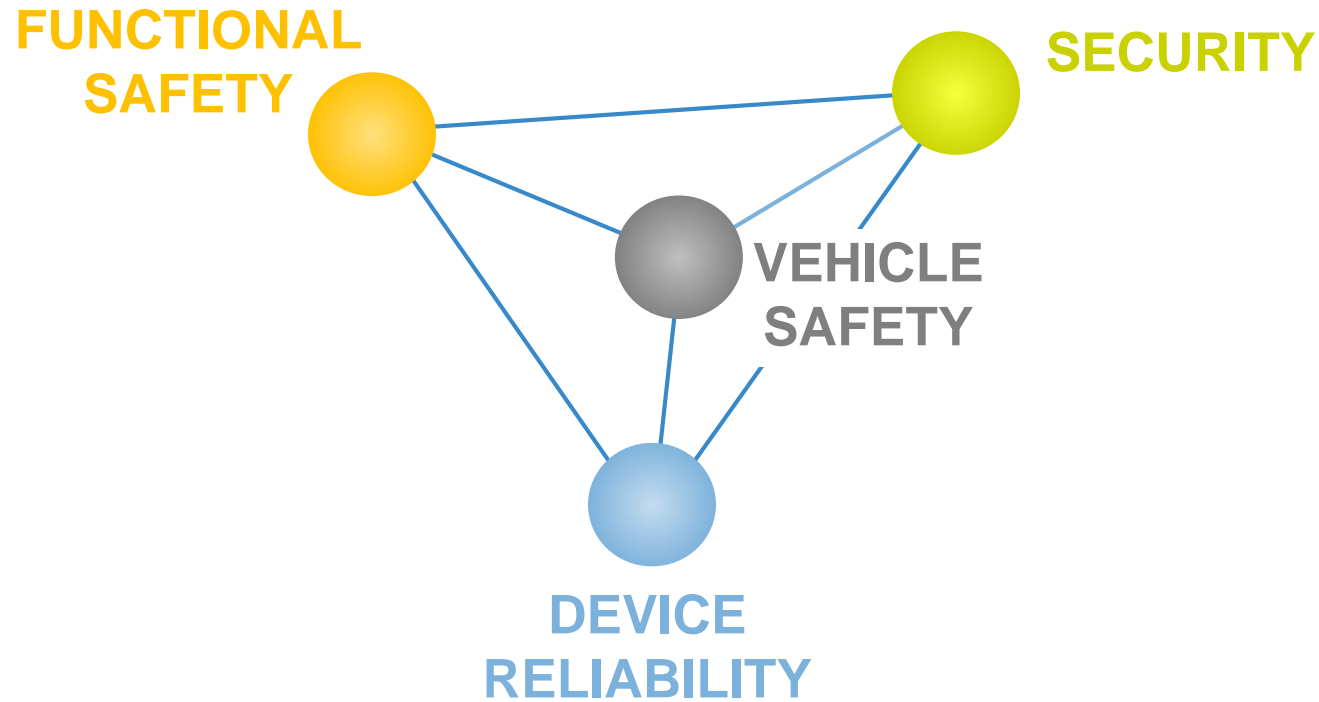 FUNCTIONAL
SAFETY
SECURITY
VEHICLE
SAFETY
DEVICE
RELIABILITY